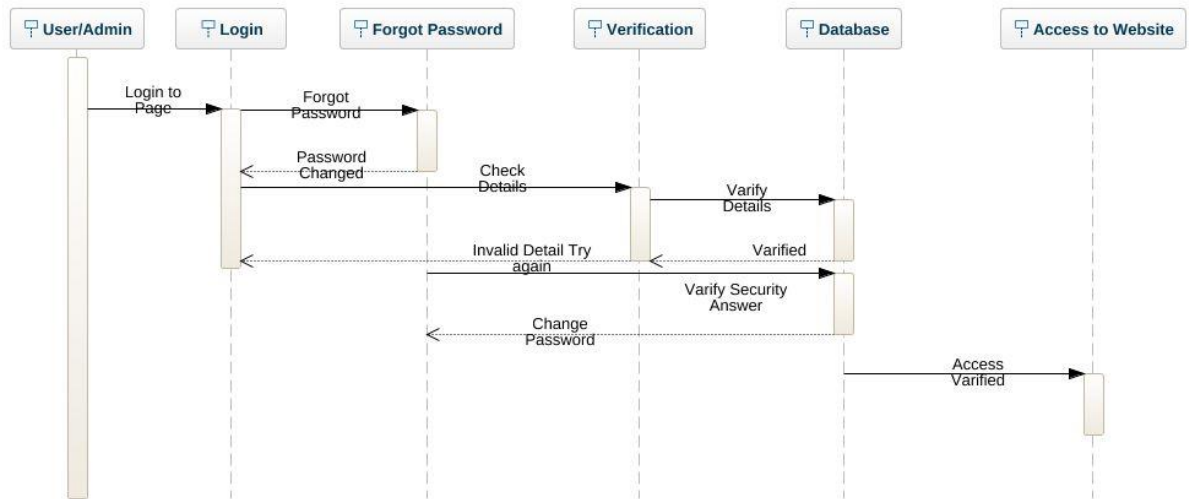 User/Admin
Login
Forgot Password
Verification
Database
Access to Website
Login to
Page
Forgot
Password
Password
Changed
Check
Details
Varify
Details
Invalid Detail Try
again
Varified
Varify Security
Answer
Change
Password
Access
Varified